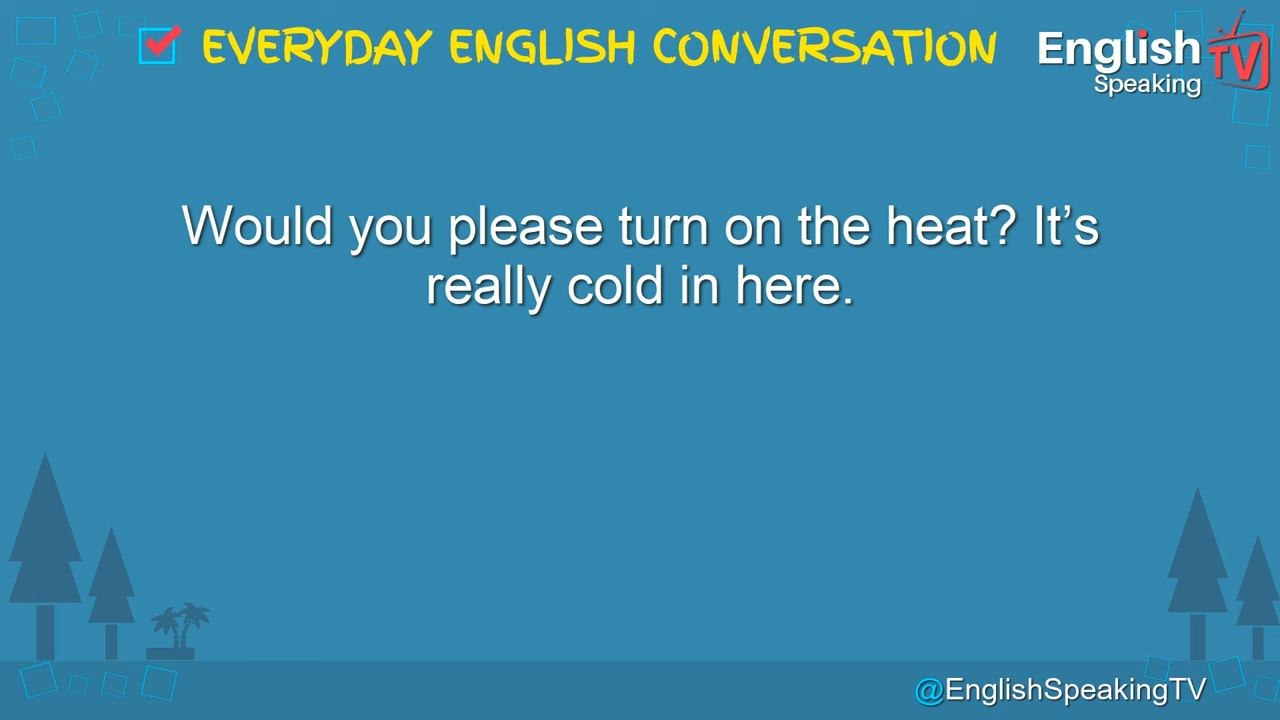 EVERYDAY ENGLISH CONVERSATION
English
Speaking
TV
Would you please turn on the heat? It’s
really cold in here.
@EnglishSpeakingTV